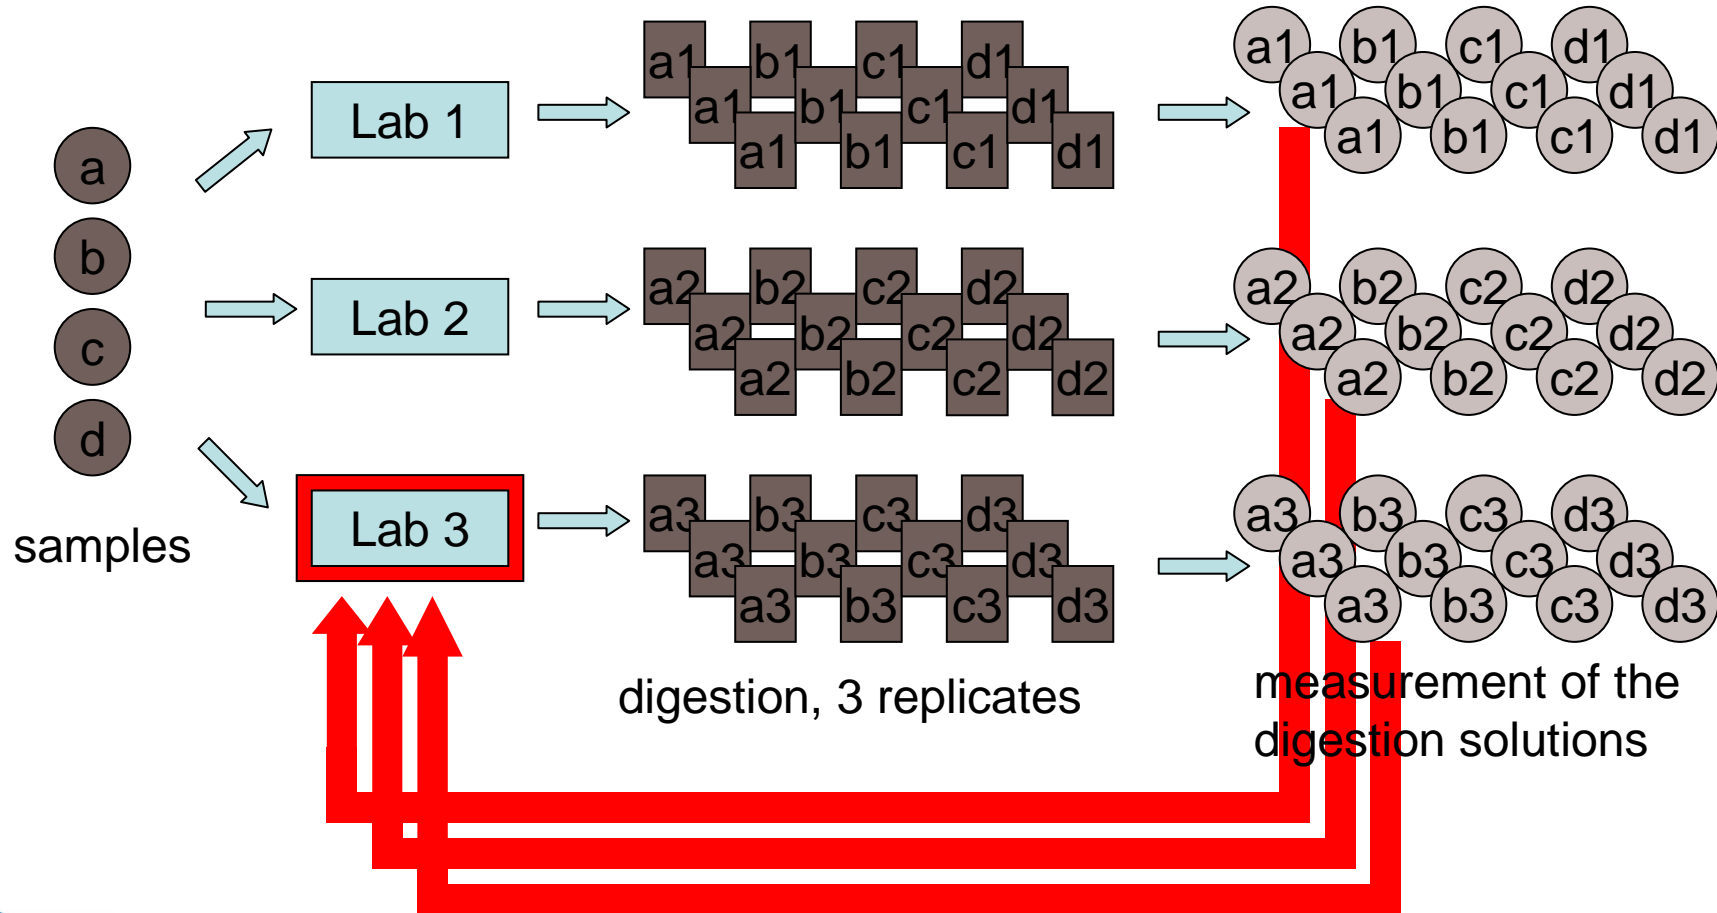 a
b
c
d
samples
Lab 1
Lab 2
Lab 3
a1 b1 c1 d1
a1 b1 c1 d1
a1 b1 c1 d1
a2 b2 c2 d2
a2 b2 c2 d2
a2 b2 c2 d2
a3 b3 c3 d3
a3 b3 c3 d3
a3 b3 c3 d3
digestion, 3 replicates
a1 b1 c1 d1
a1 b1 c1 d1
a1 b1 c1 d1
a2 b2 c2 d2
a2 b2 c2 d2
a2 b2 c2 d2
a3 b3 c3 d3
a3 b3 c3 d3
a3 b3 c3 d3
measurement of the
digestion solutions